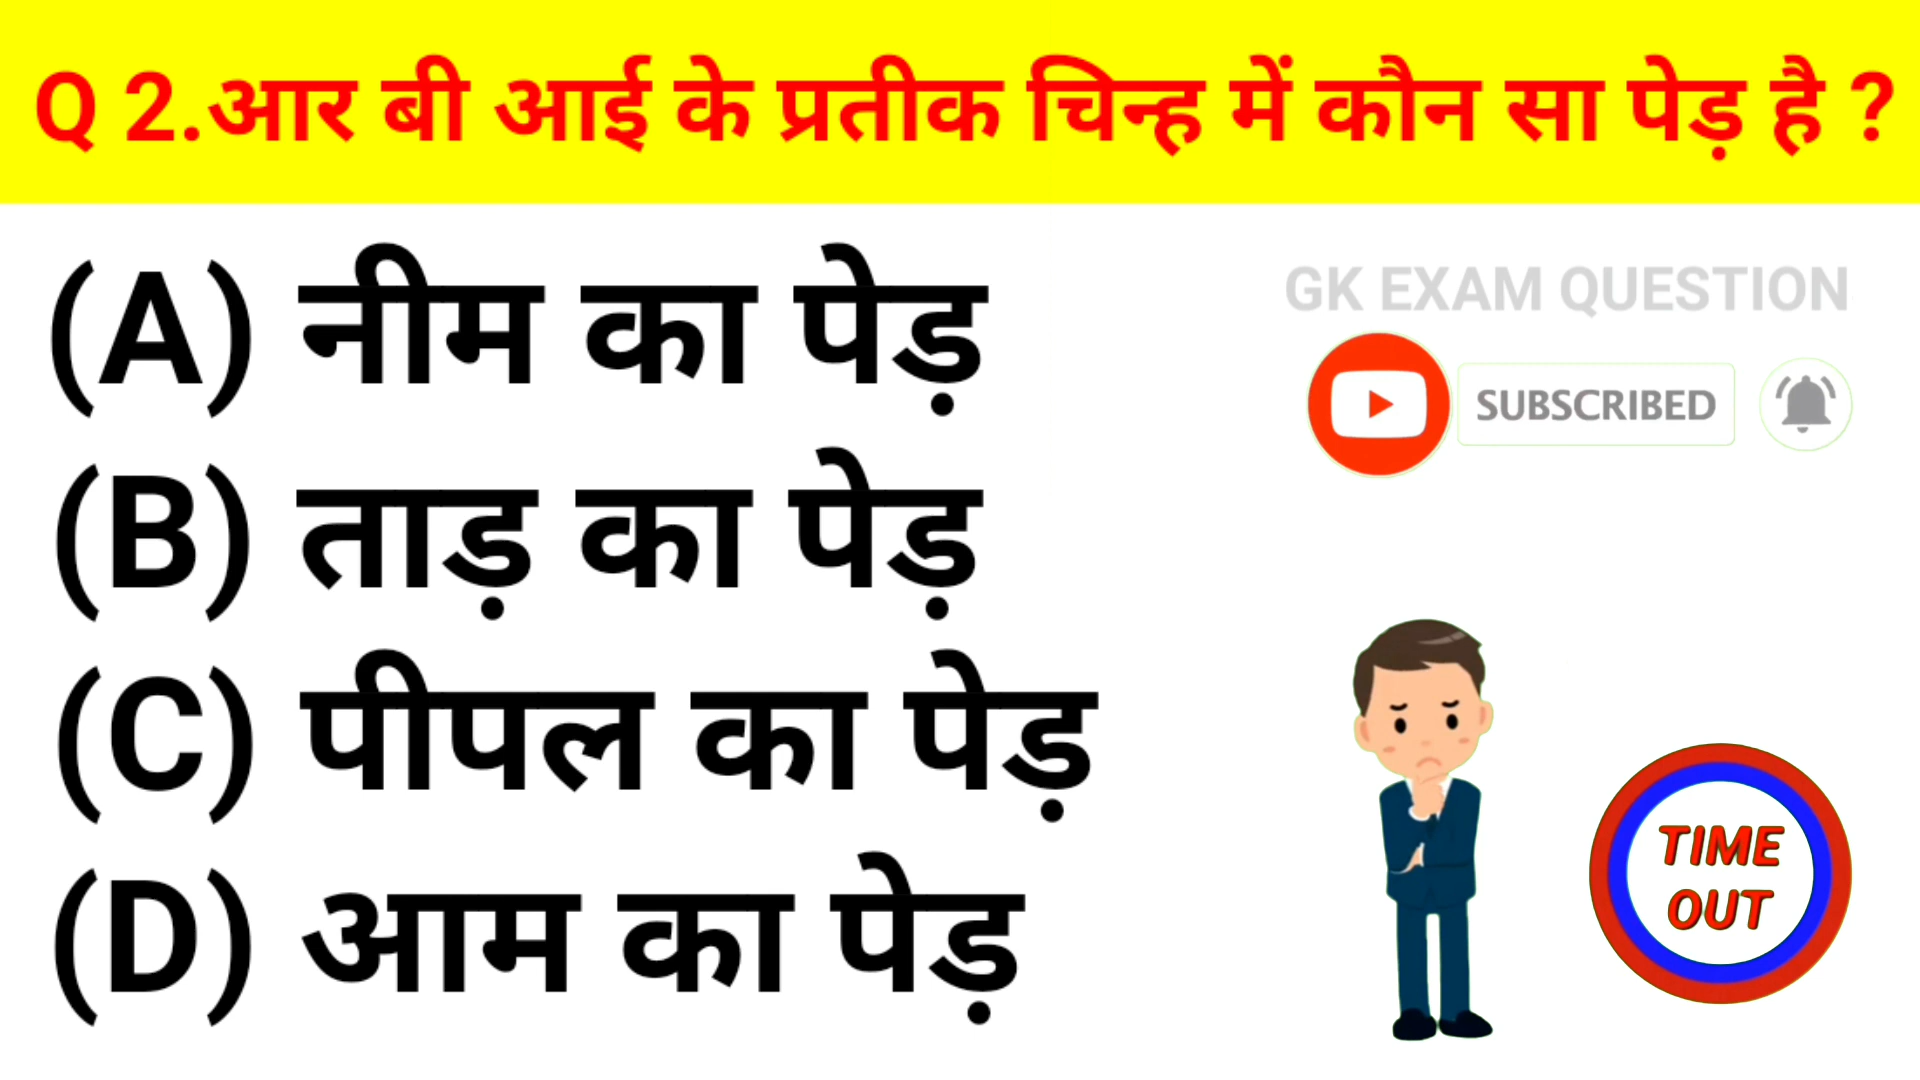 Q 2.आर बी आई के प्रतीक चिन्ह में कौन सा पेड़ है ?
(A) नीम का पेड़
GK EXAM QUESTION
SUBSCRIBED
(B) ताड़ का पेड़
(C) पीपल का पेड़
(D) आम का पेड़
TIME
OUT